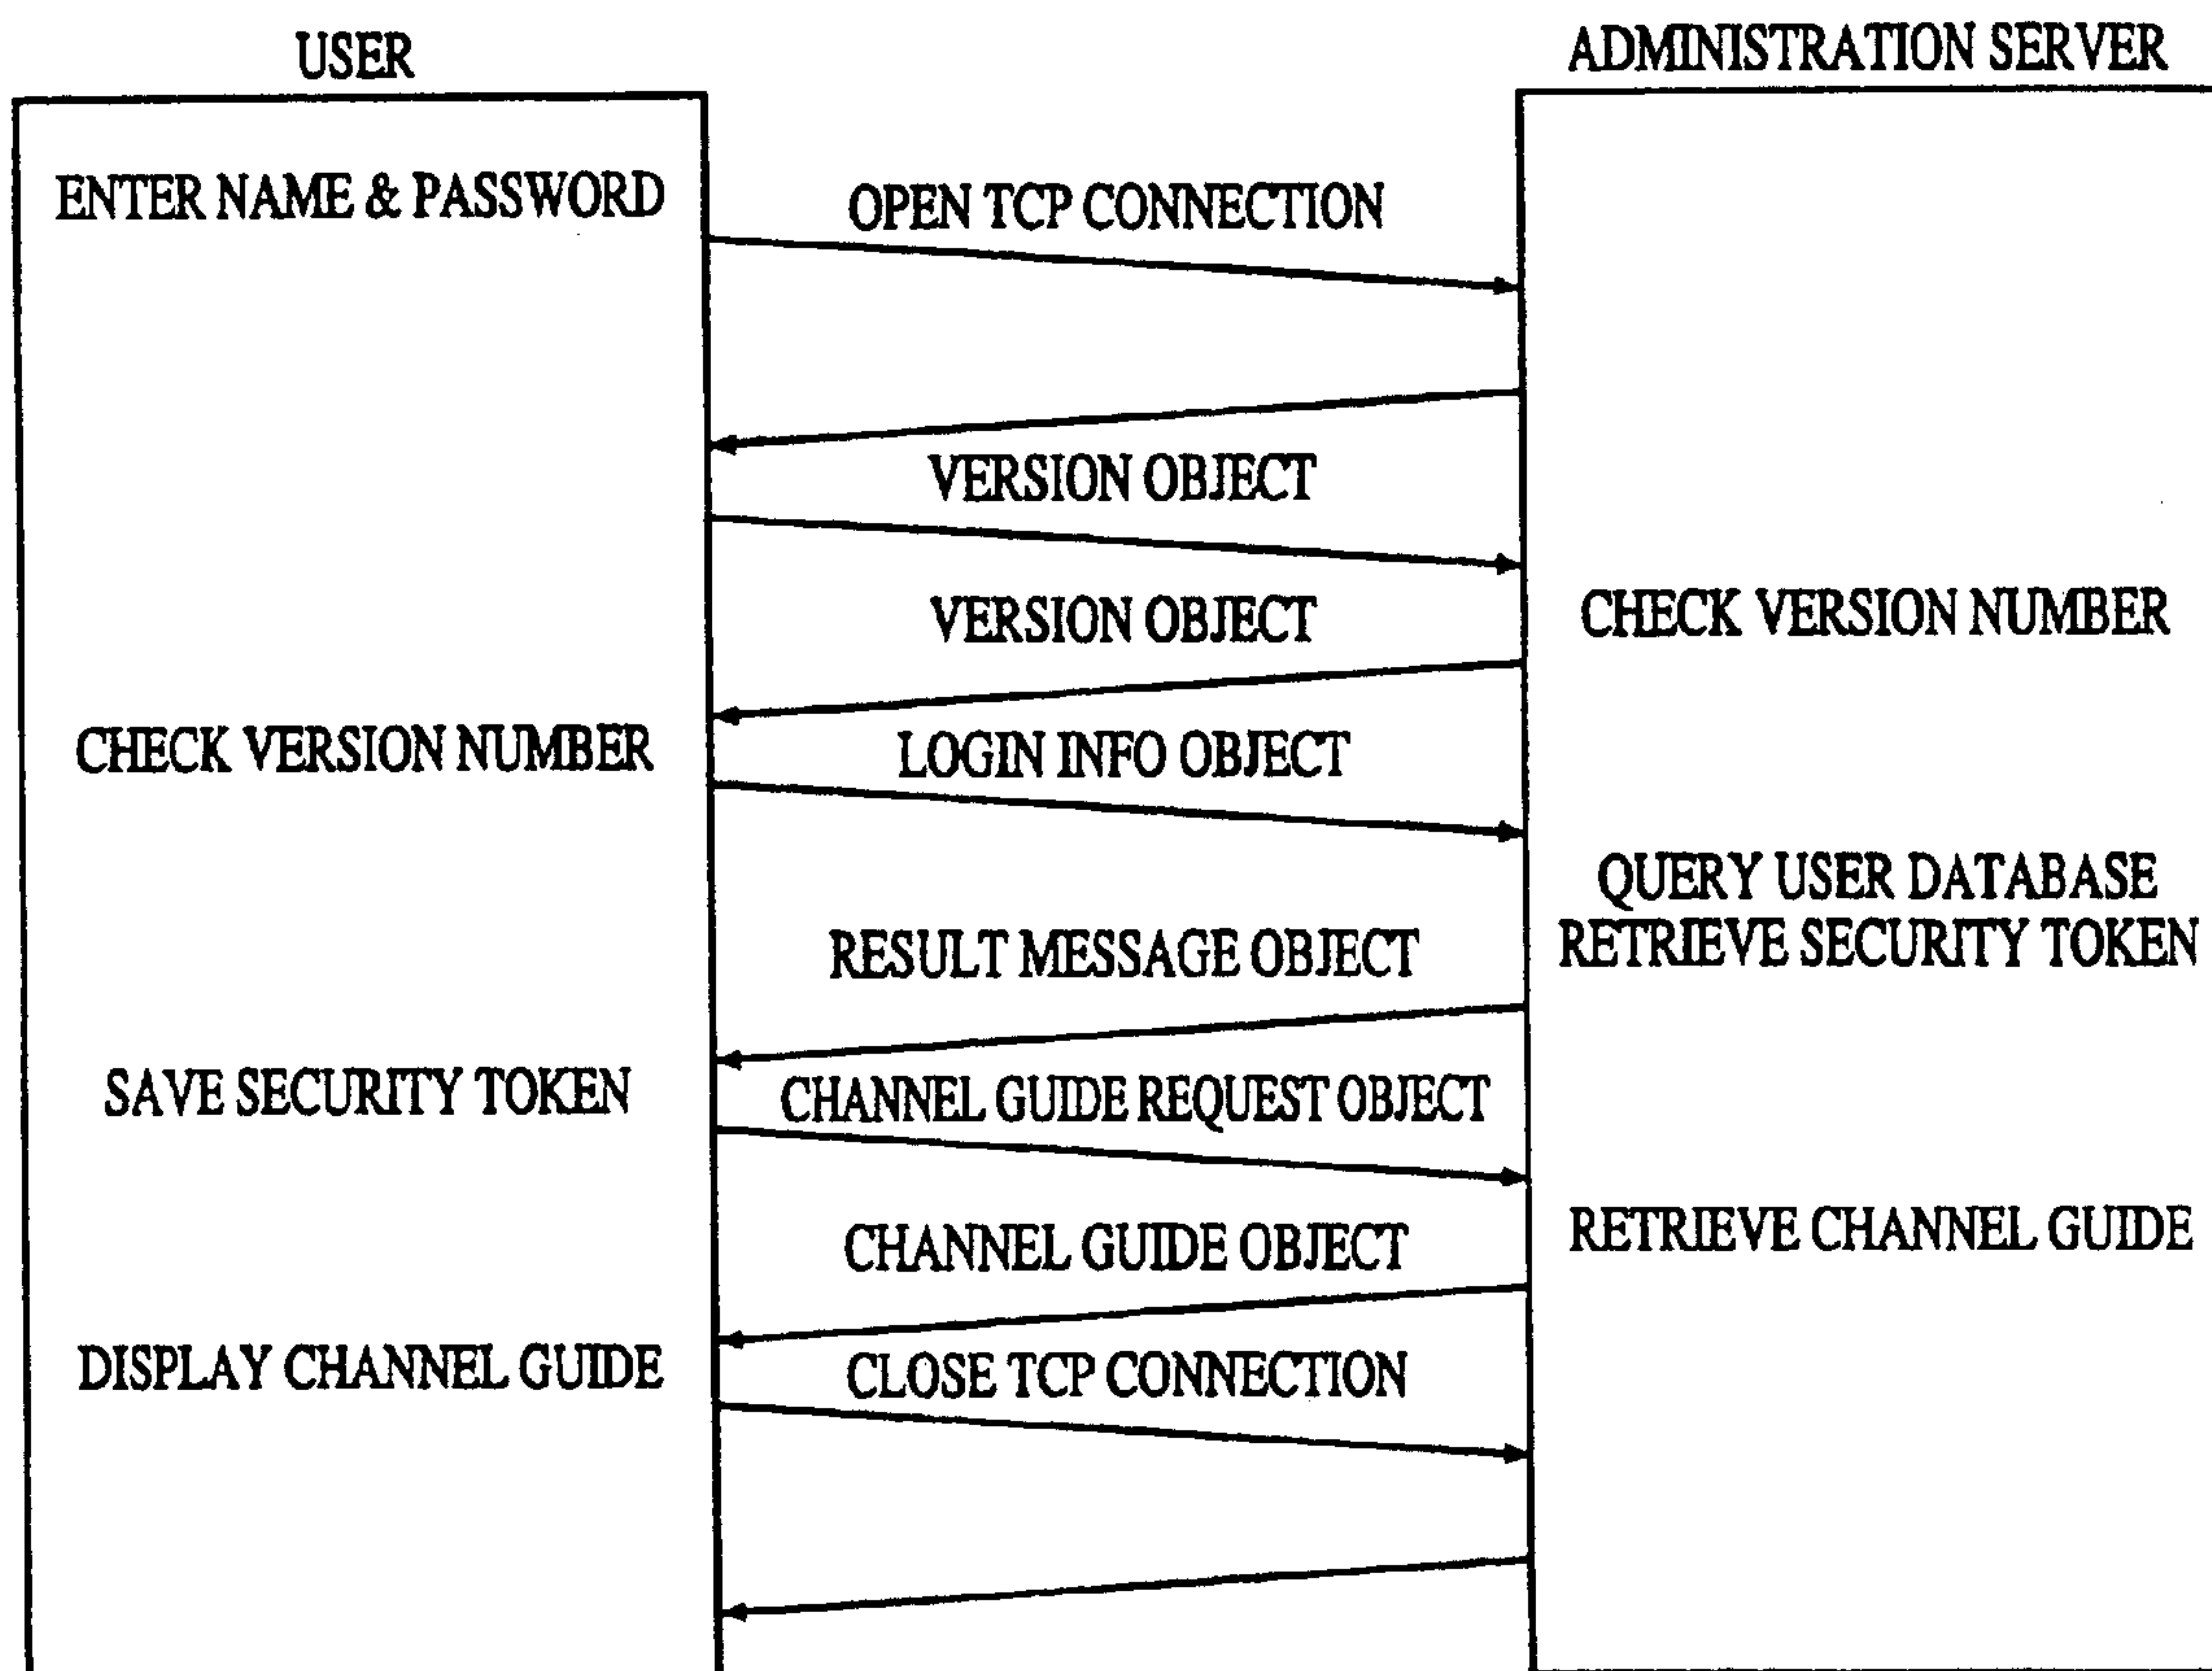 USER
ADMINISTRATION SERVER
ENTER NAME & PASSWORD
OPEN TCP CONNECTION
VERSION OBJECT
VERSION OBJECT
CHECK VERSION NUMBER
CHECK VERSION NUMBER
LOGIN INFO OBJECT
QUERY USER DATABASE
RETRIEVE SECURITY TOKEN
RESULT MESSAGE OBJECT
SAVE SECURITY TOKEN
CHANNEL GUIDE REQUEST OBJECT
RETRIEVE CHANNEL GUIDE
CHANNEL GUIDE OBJECT
DISPLAY CHANNEL GUIDE
CLOSE TCP CONNECTION